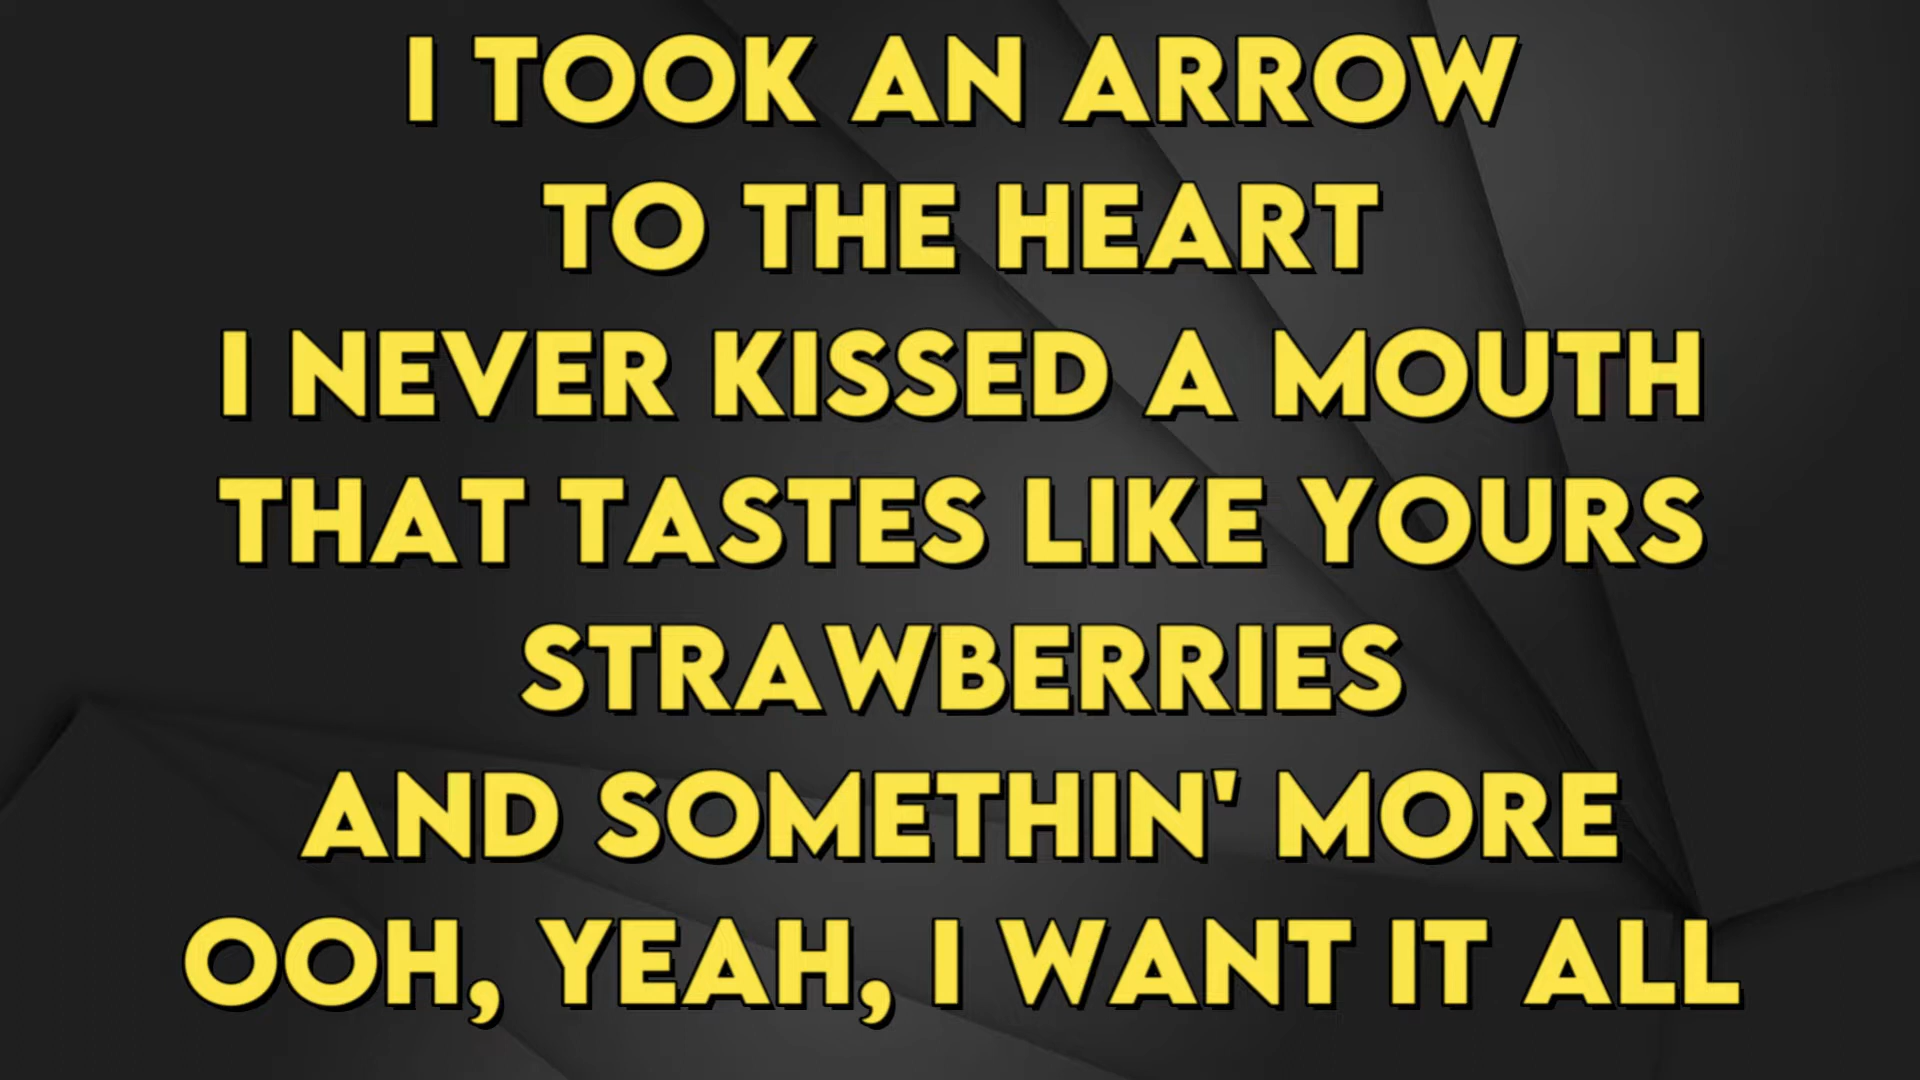 I TOOK AN ARROW
TO THE HEART
I NEVER KISSED A MOUTH
THAT TASTES LIKE YOURS
STRAWBERRIES
AND SOMETHIN' MORE
OOH, YEAH, I WANT IT ALL